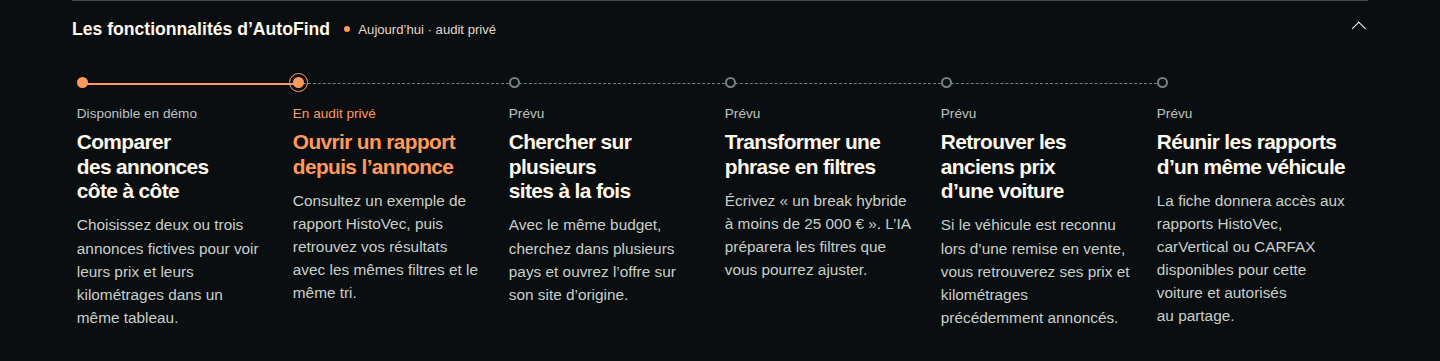 Les fonctionnalités d’AutoFind
Aujourd’hui · audit privé
Disponible en démo
Comparer
des annonces
côte à côte
Choisissez deux ou trois
annonces fictives pour voir
leurs prix et leurs
kilométrages dans un
même tableau.
En audit privé
Ouvrir un rapport
depuis l’annonce
Consultez un exemple de
rapport HistoVec, puis
retrouvez vos résultats
avec les mêmes filtres et le
même tri.
Prévu
Chercher sur
plusieurs
sites à la fois
Avec le même budget,
cherchez dans plusieurs
pays et ouvrez l’offre sur
son site d’origine.
Prévu
Transformer une
phrase en filtres
Écrivez « un break hybride
à moins de 25 000 € ». L’IA
préparera les filtres que
vous pourrez ajuster.
Prévu
Retrouver les
anciens prix
d’une voiture
Si le véhicule est reconnu
lors d’une remise en vente,
vous retrouverez ses prix et
kilométrages
précédemment annoncés.
Prévu
Réunir les rapports
d’un même véhicule
La fiche donnera accès aux
rapports HistoVec,
carVertical ou CARFAX
disponibles pour cette
voiture et autorisés
au partage.